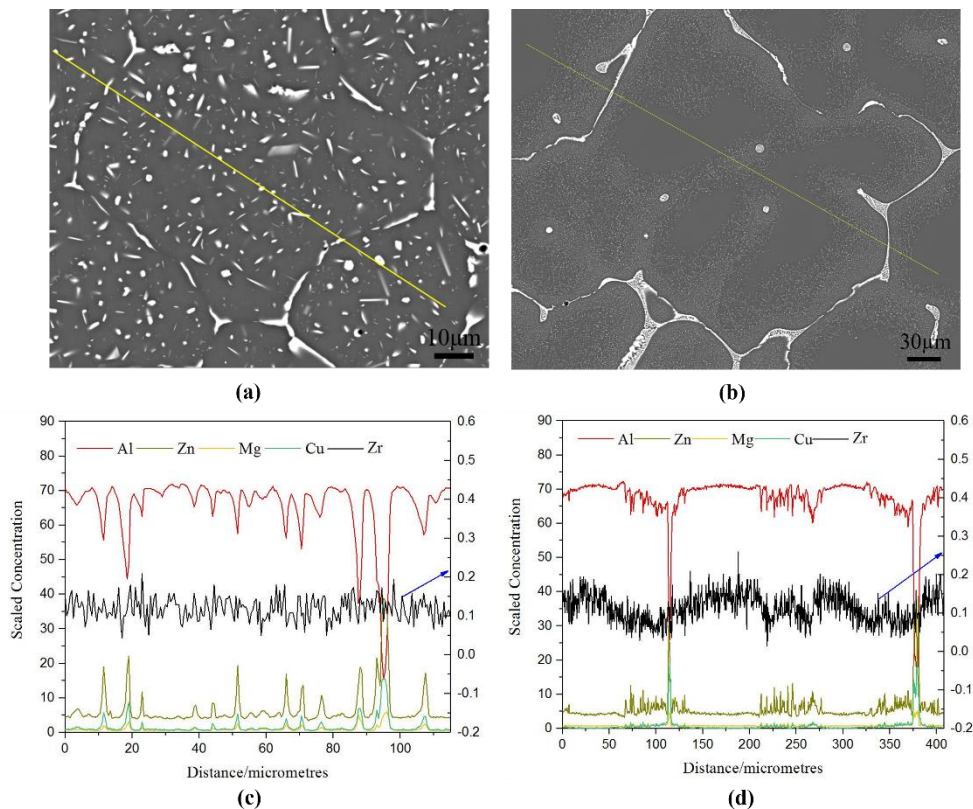 10µm
30µm
(a)
(b)
Al Zn Mg Cu Zr
90
80
70
60
50
40
30
20
10
0
0.6
0.5
0.4
0.3
0.2
0.1
0.0
-0.1
-0.2
0 20 40 60 80 100
Scaled Concentration
Distance/micrometres
(c)
Al Zn Mg Cu Zr
90
80
70
60
50
40
30
20
10
0
0.6
0.5
0.4
0.3
0.2
0.1
0.0
-0.1
-0.2
0 50 100 150 200 250 300 350 400
Scaled Concentration
Distance/micrometres
(d)